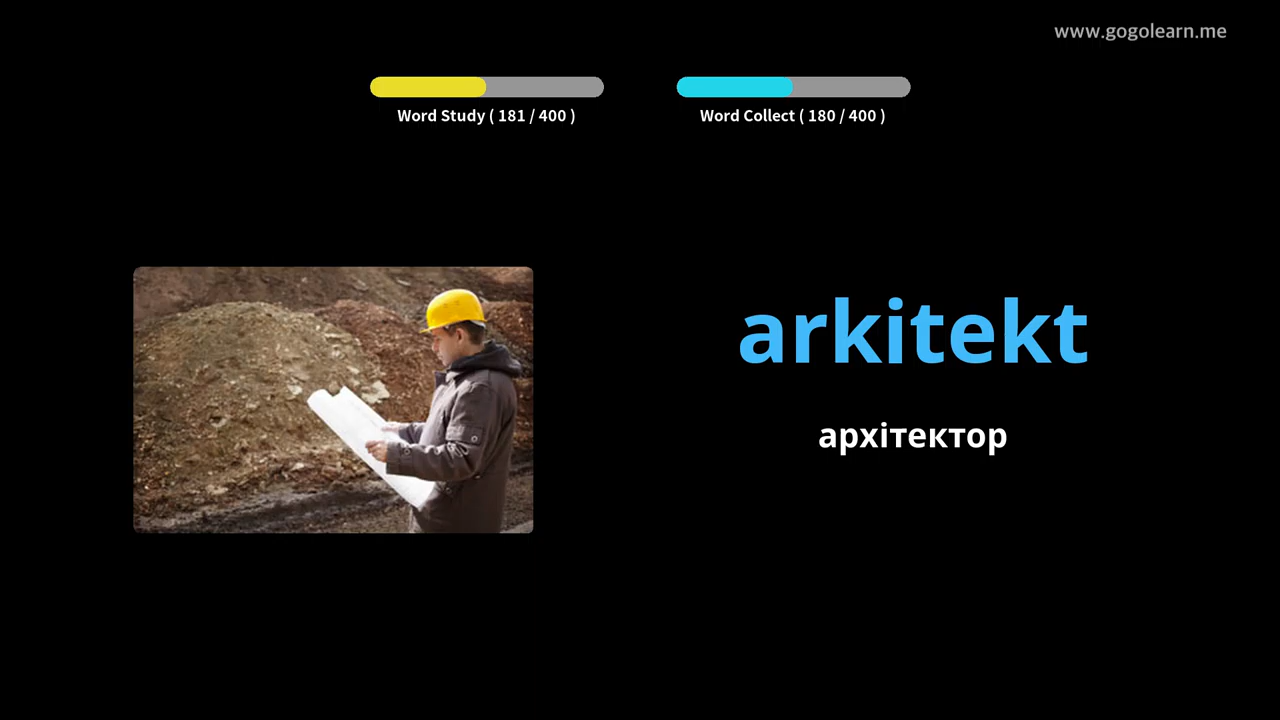 www.gogolearn.me
Word Study ( 181 / 400 )
Word Collect ( 180 / 400 )
arkitekt
архітектор